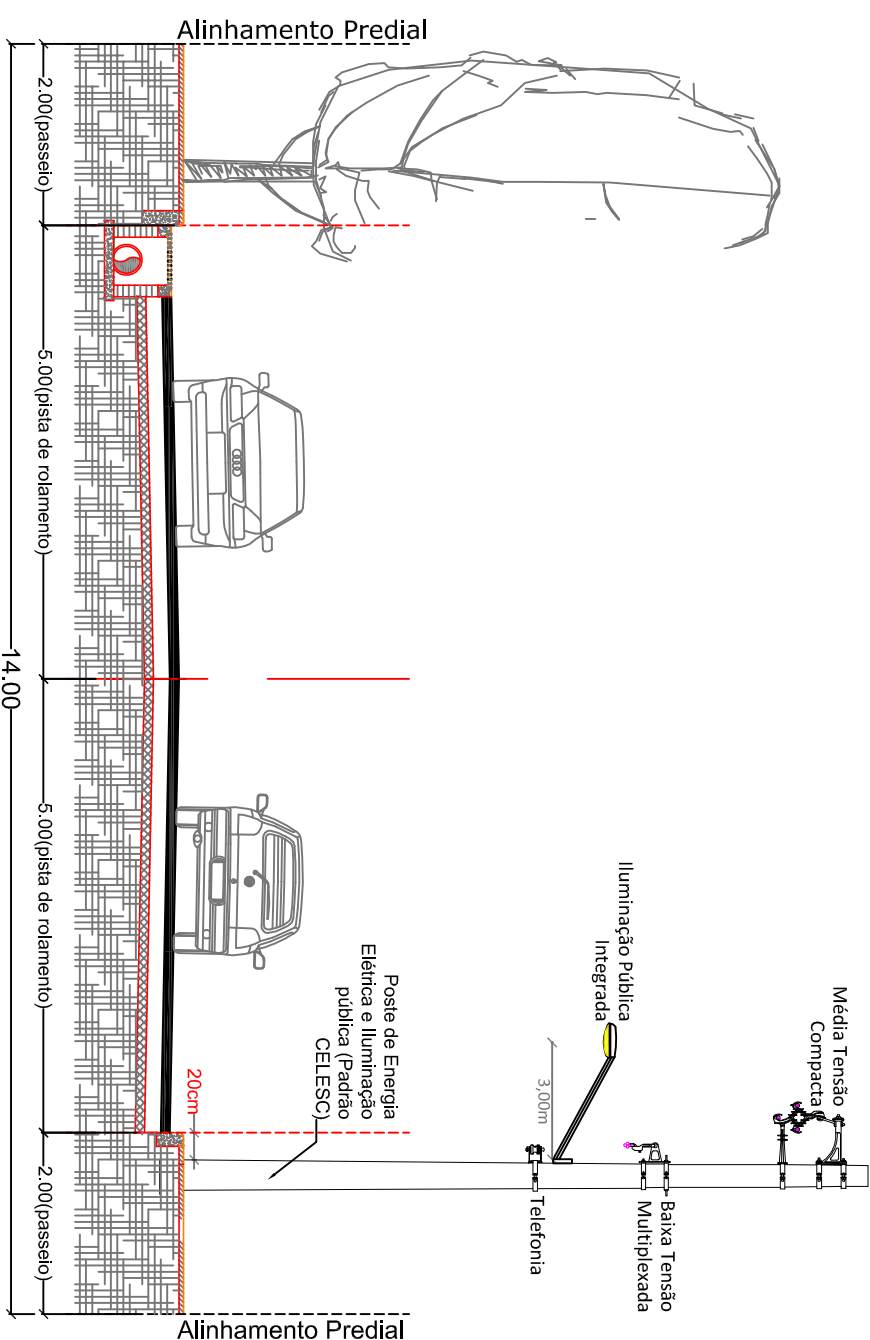 Alinhamento Predial
Média Tensão
Compacta
Iluminação Pública
Integrada
3,00m
Baixa Tensão
Multiplexada
Telefonia
Poste de Energia
Elétrica e Iluminação
pública (Padrão
CELESC)
20cm
2.00(passeio)
5.00(pista de rolamento)
5.00(pista de rolamento)
2.00(passeio)
14.00
Alinhamento Predial